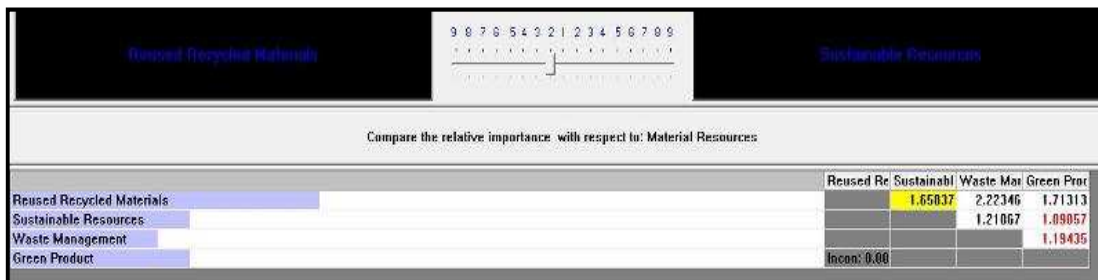 9 8 7 6 5 4 3 2 1 2 3 4 5 6 7 8 9
Reused Recycled Materials
Sustainable Resources
Compare the relative importance with respect to: Material Resources
Reused Re Sustainabl Waste Mar Green Proc
Reused Recycled Materials 1.65037 2.22346 1.71313
Sustainable Resources 1.21067 1.09057
Waste Management 1.19435
Green Product Incon: 0.00